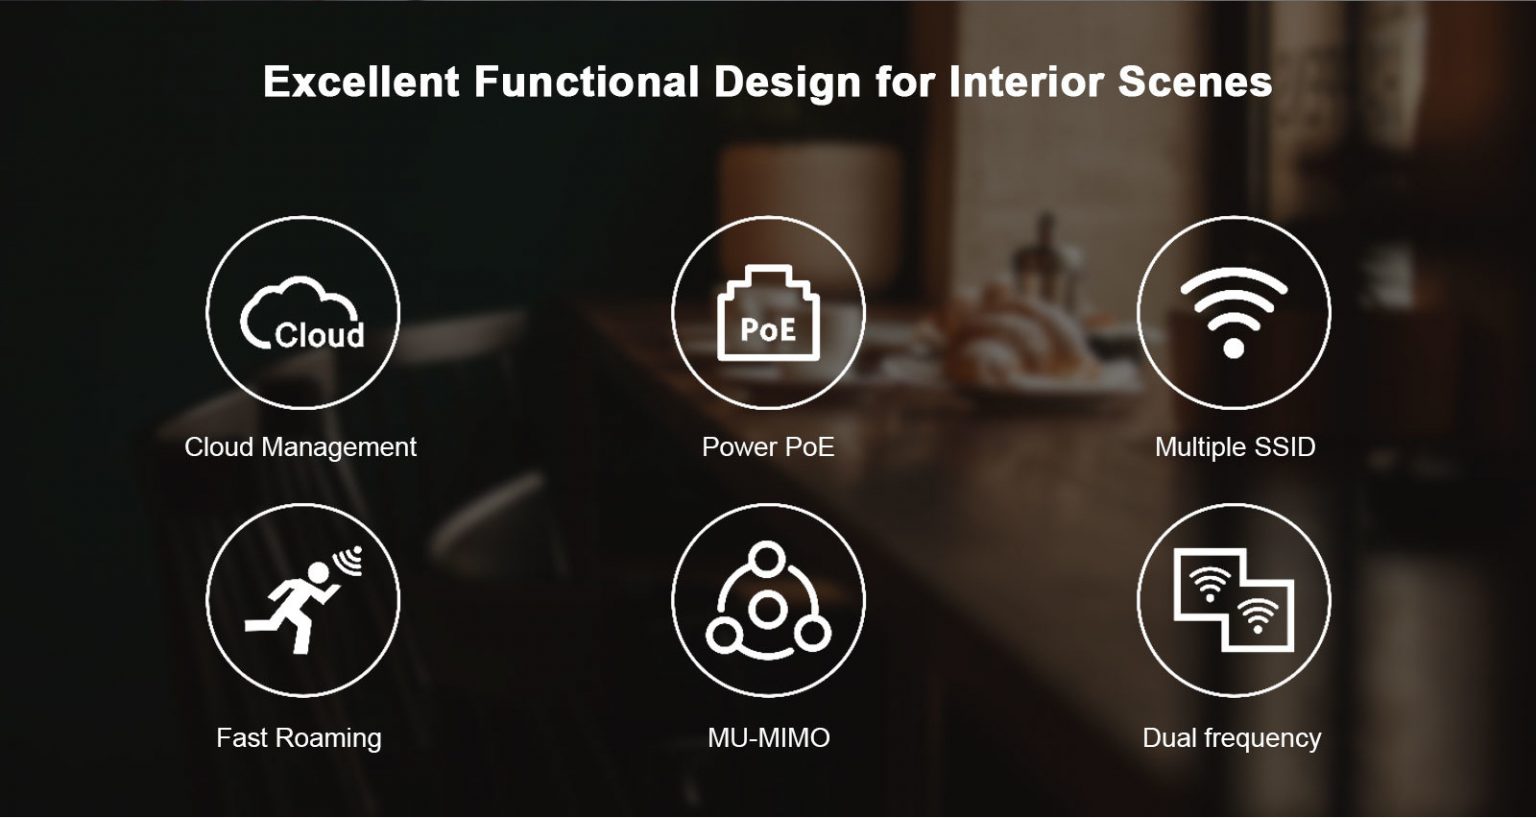 Excellent Functional Design for Interior Scenes
Cloud
PoE
Cloud Management
Power PoE
Multiple SSID
Fast Roaming
MU-MIMO
Dual frequency